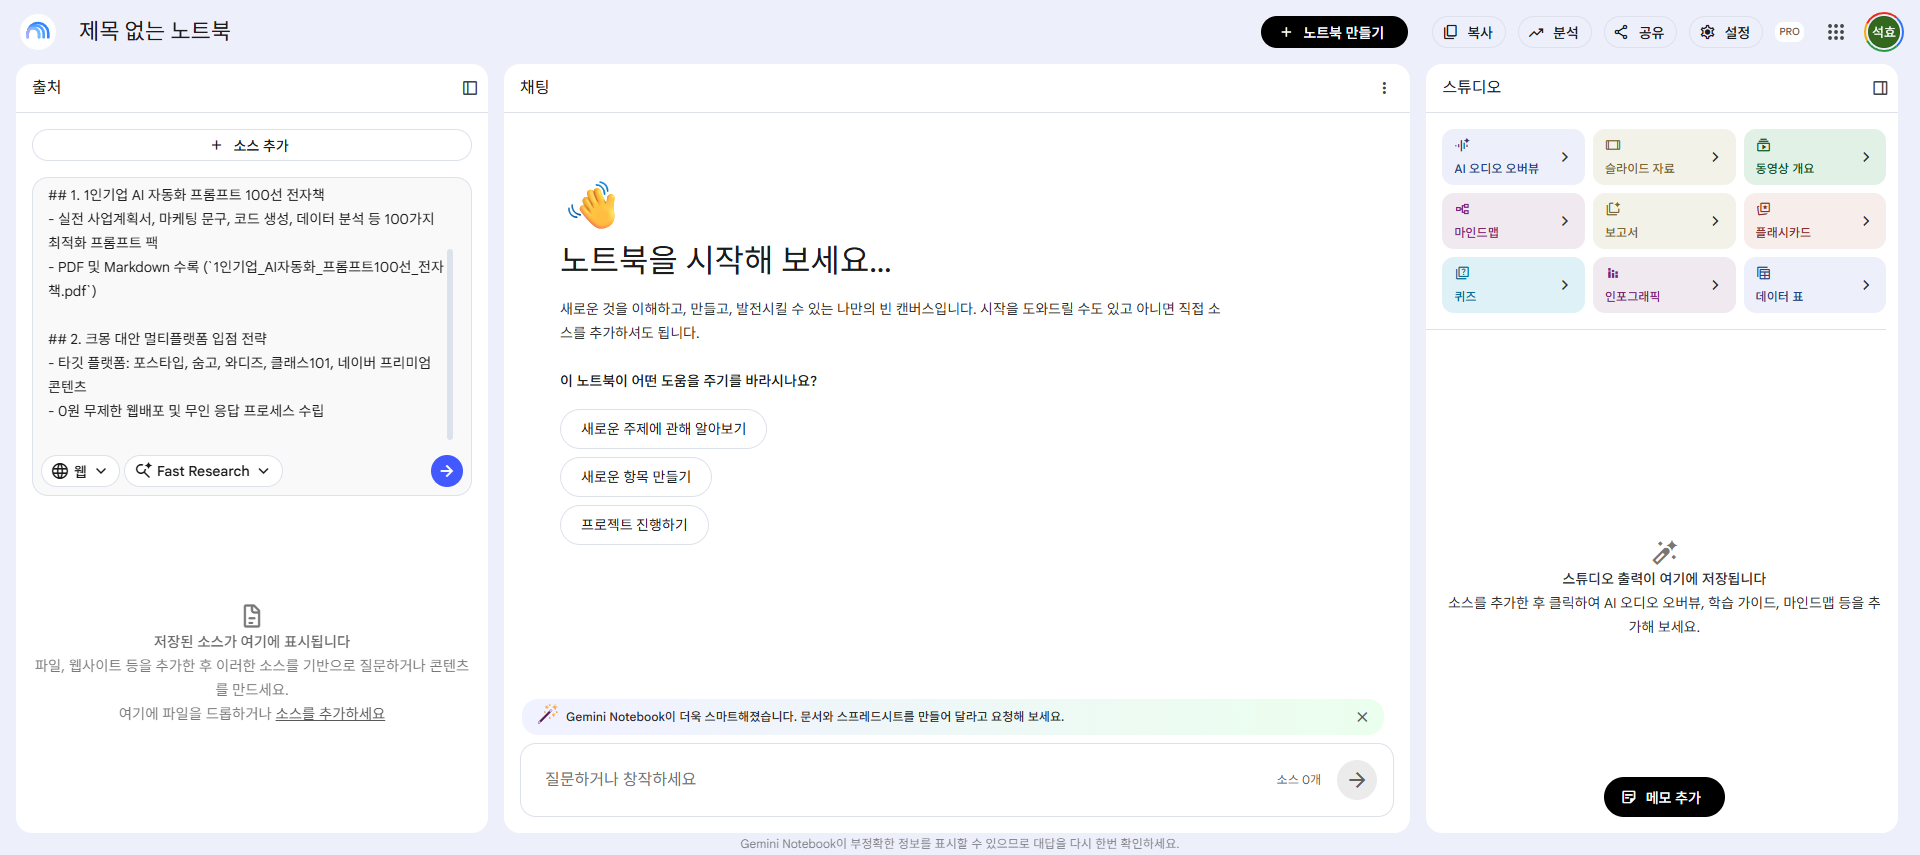 제목 없는 노트북
노트북 만들기
복사
분석
공유
설정
PRO
석효
출처
소스 추가
## 1. 1인기업 AI 자동화 프롬프트 100선 전자책
- 실전 사업계획서, 마케팅 문구, 코드 생성, 데이터 분석 등 100가지
최적화 프롬프트 팩
- PDF 및 Markdown 수록 (`1인기업_AI자동화_프롬프트100선_전자
책.pdf`)
## 2. 크몽 대안 멀티플랫폼 입점 전략
- 타깃 플랫폼: 포스타입, 숨고, 와디즈, 클래스101, 네이버 프리미엄
콘텐츠
- 0원 무제한 웹배포 및 무인 응답 프로세스 수립
웹
Fast Research
저장된 소스가 여기에 표시됩니다
파일, 웹사이트 등을 추가한 후 이러한 소스를 기반으로 질문하거나 콘텐츠
를 만드세요.
여기에 파일을 드롭하거나 소스를 추가하세요
채팅
노트북을 시작해 보세요...
새로운 것을 이해하고, 만들고, 발전시킬 수 있는 나만의 빈 캔버스입니다. 시작을 도와드릴 수도 있고 아니면 직접 소
스를 추가하셔도 됩니다.
이 노트북이 어떤 도움을 주기를 바라시나요?
새로운 주제에 관해 알아보기
새로운 항목 만들기
프로젝트 진행하기
Gemini Notebook이 더욱 스마트해졌습니다. 문서와 스프레드시트를 만들어 달라고 요청해 보세요.
질문하거나 창작하세요
소스 0개
Gemini Notebook이 부정확한 정보를 표시할 수 있으므로 대답을 다시 한번 확인하세요.
스튜디오
AI 오디오 오버뷰
슬라이드 자료
동영상 개요
마인드맵
보고서
플래시카드
퀴즈
인포그래픽
데이터 표
스튜디오 출력이 여기에 저장됩니다
소스를 추가한 후 클릭하여 AI 오디오 오버뷰, 학습 가이드, 마인드맵 등을 추
가해 보세요.
메모 추가